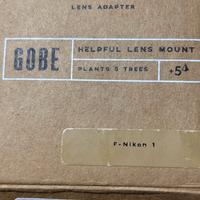 LENS ADAPTER
GOBE
HELPFUL LENS MOUNT
PLANTS 5 TREES
+5
F-Nikon 1